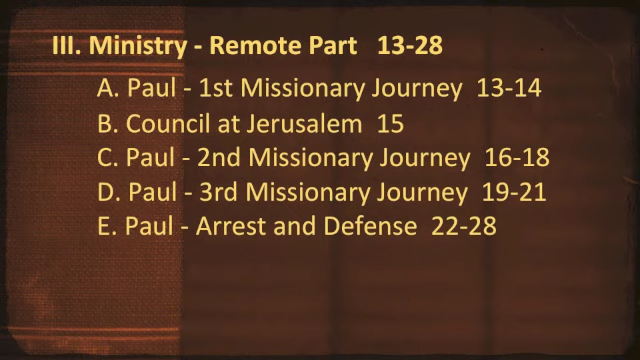 III. Ministry - Remote Part 13-28
A. Paul - 1st Missionary Journey 13-14
B. Council at Jerusalem 15
C. Paul - 2nd Missionary Journey 16-18
D. Paul - 3rd Missionary Journey 19-21
E. Paul - Arrest and Defense 22-28